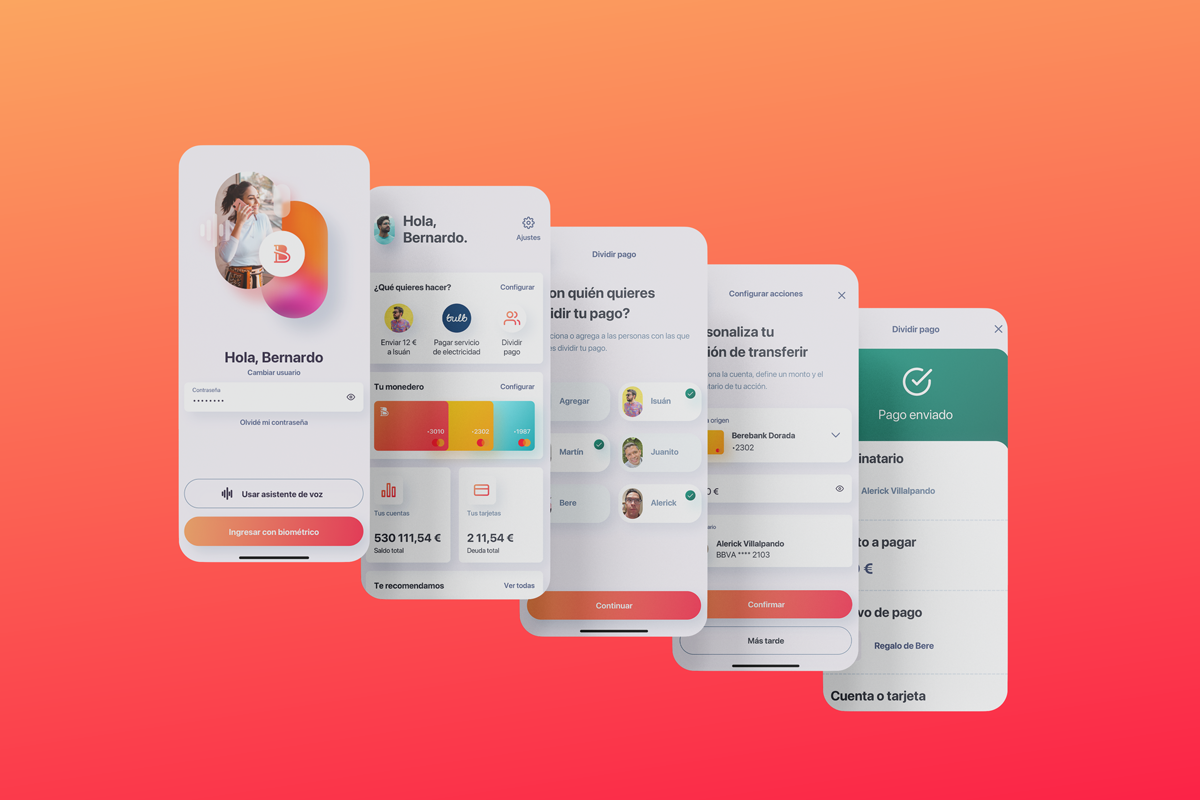 Hola, Bernardo
Cambiar usuario
Contraseña
Olvidé mi contraseña
Usar asistente de voz
Ingresar con biométrico
Hola,
Bernardo.
Ajustes
¿Qué quieres hacer?
Configurar
Enviar 12 €
a Isuán
bulb
Pagar servicio
de electricidad
Dividir
pago
Tu monedero
Configurar
•3010
•2302
•1987
Tus cuentas
530 111,54 €
Saldo total
Tus tarjetas
2 11,54 €
Deuda total
Te recomendamos
Ver todas
Dividir pago
on quién quieres
idir tu pago?
ciona o agrega a las personas con las que
s dividir tu pago.
Agregar
Isuán
Martín
Juanito
Bere
Alerick
Continuar
Configurar acciones
sonaliza tu
ión de transferir
ona la cuenta, define un monto y el
tario de tu acción.
a origen
Berebank Dorada
•2302
0 €
ario
Alerick Villalpando
BBVA **** 2103
Confirmar
Más tarde
Dividir pago
Pago enviado
inatario
Alerick Villalpando
to a pagar
0 €
vo de pago
Regalo de Bere
Cuenta o tarjeta